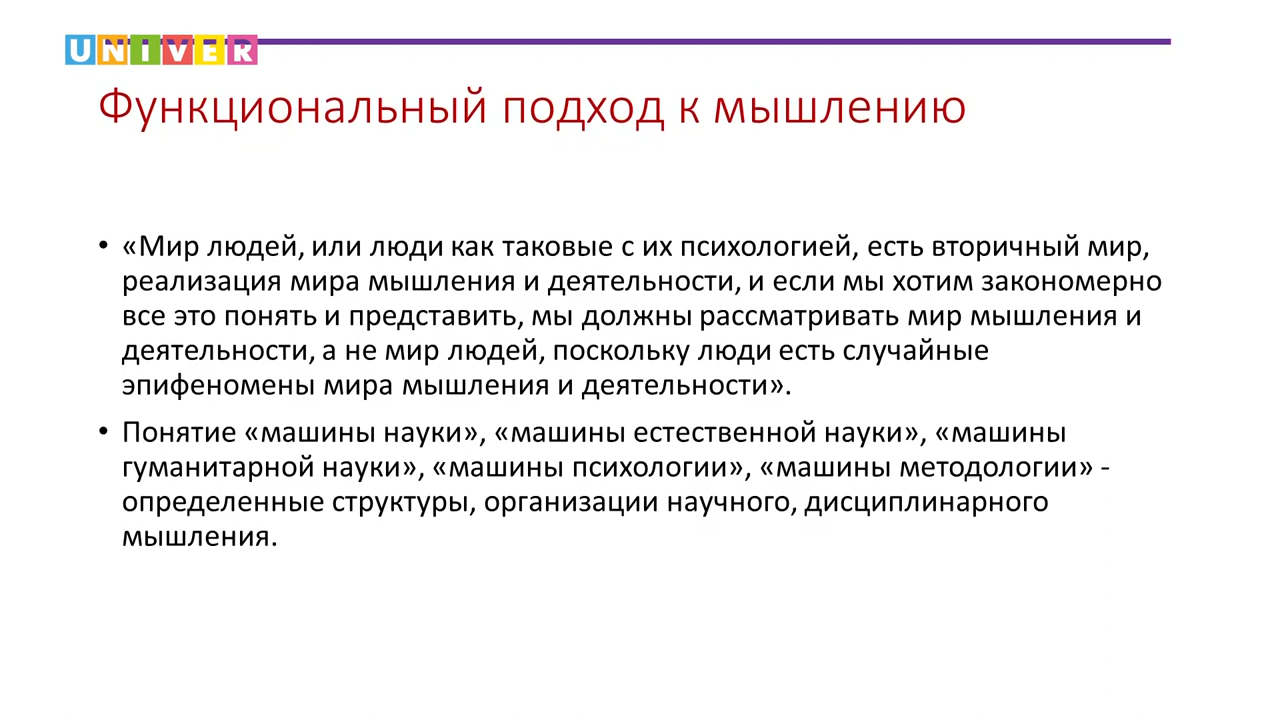 UNIVER
Функциональный подход к мышлению
• «Мир людей, или люди как таковые с их психологией, есть вторичный мир,
реализация мира мышления и деятельности, и если мы хотим закономерно
все это понять и представить, мы должны рассматривать мир мышления и
деятельности, а не мир людей, поскольку люди есть случайные
эпифеномены мира мышления и деятельности».
• Понятие «машины науки», «машины естественной науки», «машины
гуманитарной науки», «машины психологии», «машины методологии» -
определенные структуры, организации научного, дисциплинарного
мышления.